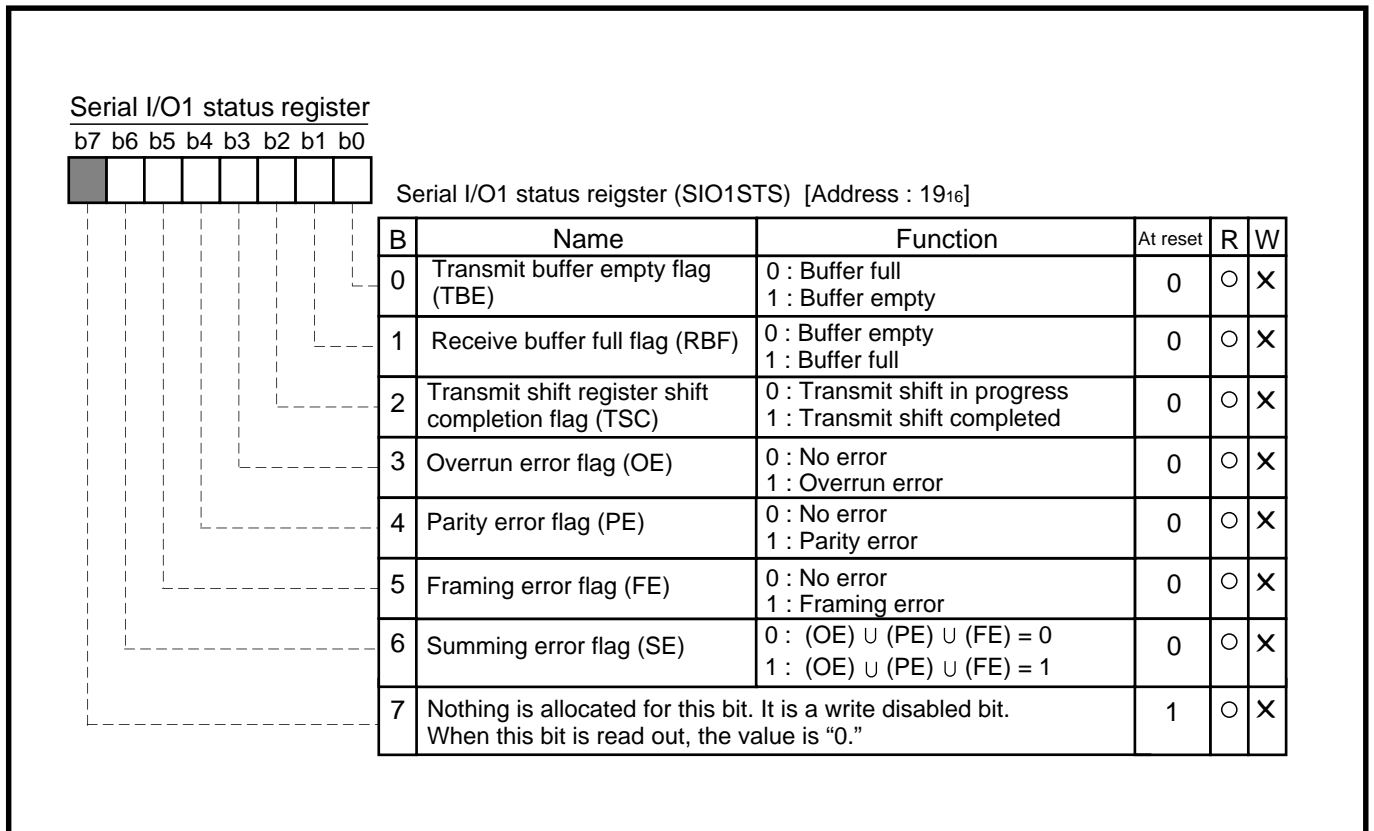 Serial I/O1 status register
b7 b6 b5 b4 b3 b2 b1 b0
Serial I/O1 status reigster (SIO1STS) [Address : 19₁₆]
B Name Function At reset R W
0 Transmit buffer empty flag (TBE) 0 : Buffer full 0 ○ ×
1 : Buffer empty
1 Receive buffer full flag (RBF) 0 : Buffer empty 0 ○ ×
1 : Buffer full
2 Transmit shift register shift completion flag (TSC) 0 : Transmit shift in progress 0 ○ ×
1 : Transmit shift completed
3 Overrun error flag (OE) 0 : No error 0 ○ ×
1 : Overrun error
4 Parity error flag (PE) 0 : No error 0 ○ ×
1 : Parity error
5 Framing error flag (FE) 0 : No error 0 ○ ×
1 : Framing error
6 Summing error flag (SE) 0 : (OE) ∪ (PE) ∪ (FE) = 0 0 ○ ×
1 : (OE) ∪ (PE) ∪ (FE) = 1
7 Nothing is allocated for this bit. It is a write disabled bit. 1 ○ ×
When this bit is read out, the value is “0.”